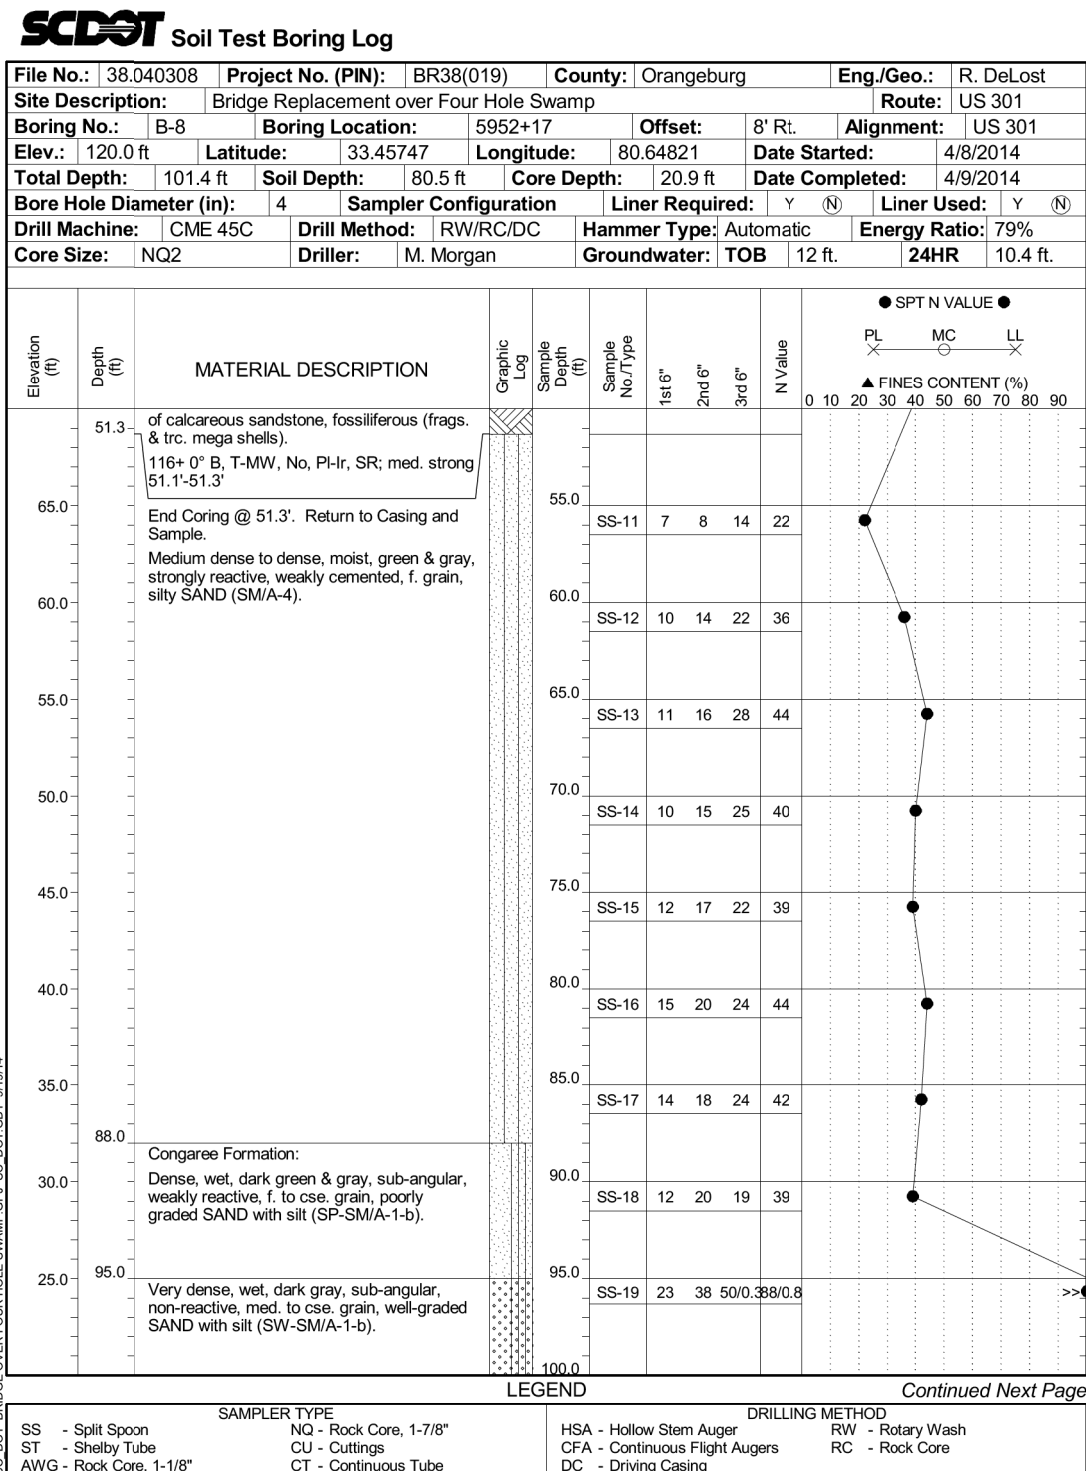 SCDOT Soil Test Boring Log
File No.: 38.040308 Project No. (PIN): BR38(019) County: Orangeburg Eng./Geo.: R. DeLost
Site Description: Bridge Replacement over Four Hole Swamp Route: US 301
Boring No.: B-8 Boring Location: 5952+17 Offset: 8' Rt. Alignment: US 301
Elev.: 120.0 ft Latitude: 33.45747 Longitude: 80.64821 Date Started: 4/8/2014
Total Depth: 101.4 ft Soil Depth: 80.5 ft Core Depth: 20.9 ft Date Completed: 4/9/2014
Bore Hole Diameter (in): 4 Sampler Configuration Liner Required: Y N Liner Used: Y N
Drill Machine: CME 45C Drill Method: RW/RC/DC Hammer Type: Automatic Energy Ratio: 79%
Core Size: NQ2 Driller: M. Morgan Groundwater: TOB 12 ft. 24HR 10.4 ft.
Elevation (ft) Depth (ft) MATERIAL DESCRIPTION Graphic Log Sample Depth (ft) Sample No./Type 1st 6" 2nd 6" 3rd 6" N Value
● SPT N VALUE ●
PL MC LL
▲ FINES CONTENT (%)
0 10 20 30 40 50 60 70 80 90
of calcareous sandstone, fossiliferous (frags.
51.3 & trc. mega shells).
116+ 0° B, T-MW, No, Pl-Ir, SR; med. strong
51.1'-51.3'
55.0
65.0 End Coring @ 51.3'. Return to Casing and
Sample.
SS-11 7 8 14 22
Medium dense to dense, moist, green & gray,
strongly reactive, weakly cemented, f. grain,
silty SAND (SM/A-4).
60.0 60.0
SS-12 10 14 22 36
65.0
55.0
SS-13 11 16 28 44
70.0
50.0
SS-14 10 15 25 40
75.0
45.0
SS-15 12 17 22 39
80.0
40.0
SS-16 15 20 24 44
85.0
35.0
SS-17 14 18 24 42
88.0
Congaree Formation:
90.0
30.0 Dense, wet, dark green & gray, sub-angular,
weakly reactive, f. to cse. grain, poorly
graded SAND with silt (SP-SM/A-1-b).
SS-18 12 20 19 39
95.0 95.0
25.0
Very dense, wet, dark gray, sub-angular,
non-reactive, med. to cse. grain, well-graded
SAND with silt (SW-SM/A-1-b).
SS-19 23 38 50/0.3 88/0.8 >>
100.0
LEGEND Continued Next Page
SAMPLER TYPE DRILLING METHOD
SS - Split Spoon NQ - Rock Core, 1-7/8" HSA - Hollow Stem Auger RW - Rotary Wash
ST - Shelby Tube CU - Cuttings CFA - Continuous Flight Augers RC - Rock Core
AWG - Rock Core, 1-1/8" CT - Continuous Tube DC - Driving Casing